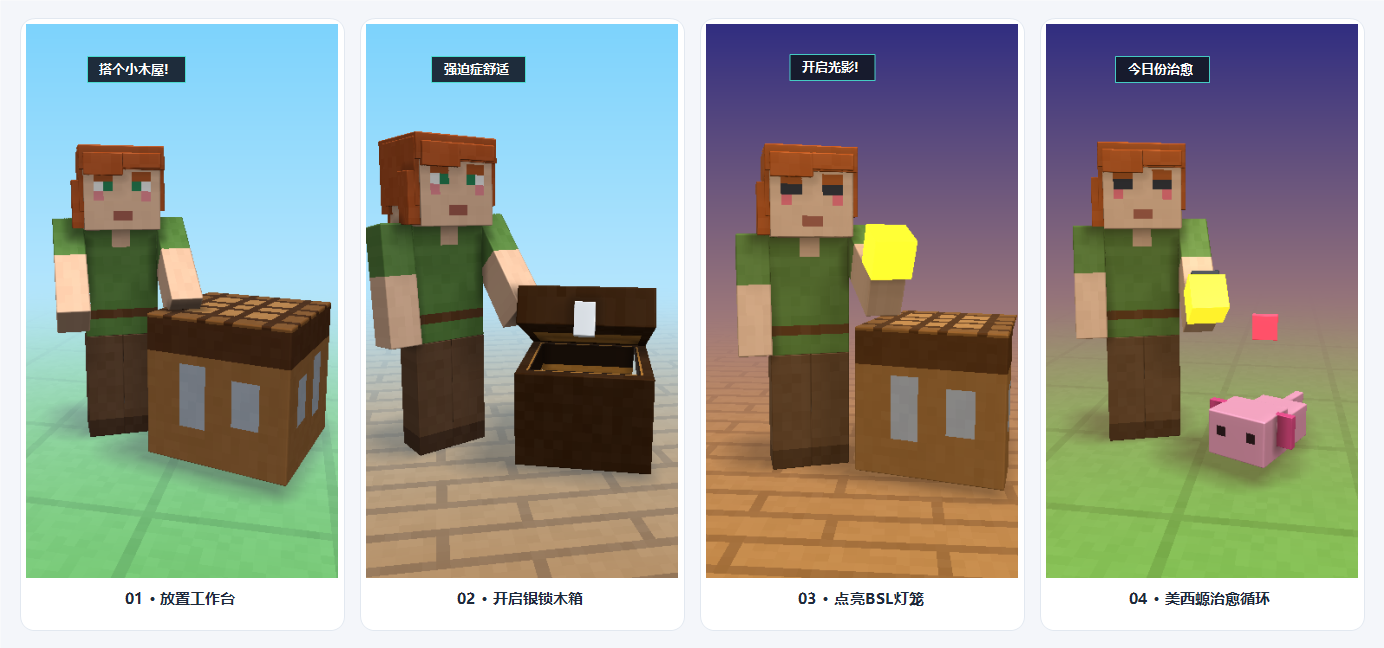 搭个小木屋!
强迫症舒适
开启光影!
今日份治愈
01 • 放置工作台
02 • 开启银锁木箱
03 • 点亮BSL灯笼
04 • 美西螈治愈循环